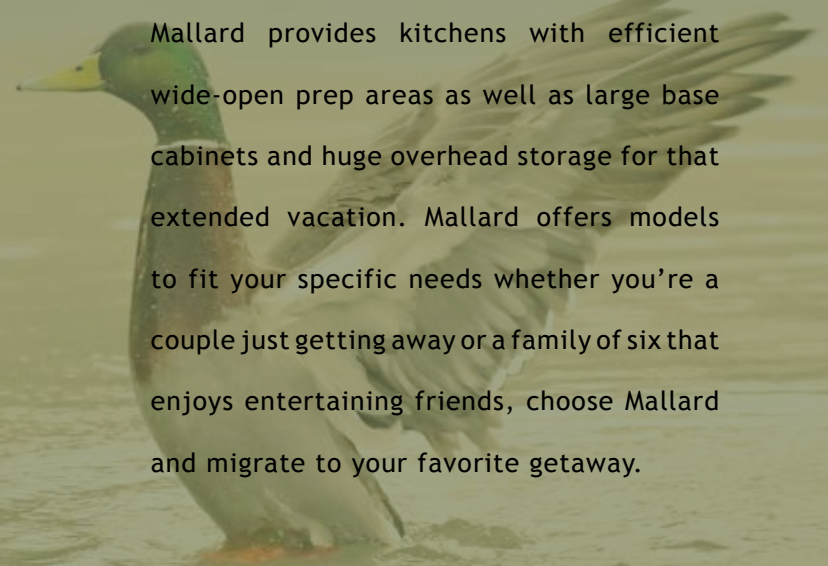 Mallard provides kitchens with efficient
wide-open prep areas as well as large base
cabinets and huge overhead storage for that
extended vacation. Mallard offers models
to fit your specific needs whether you’re a
couple just getting away or a family of six that
enjoys entertaining friends, choose Mallard
and migrate to your favorite getaway.